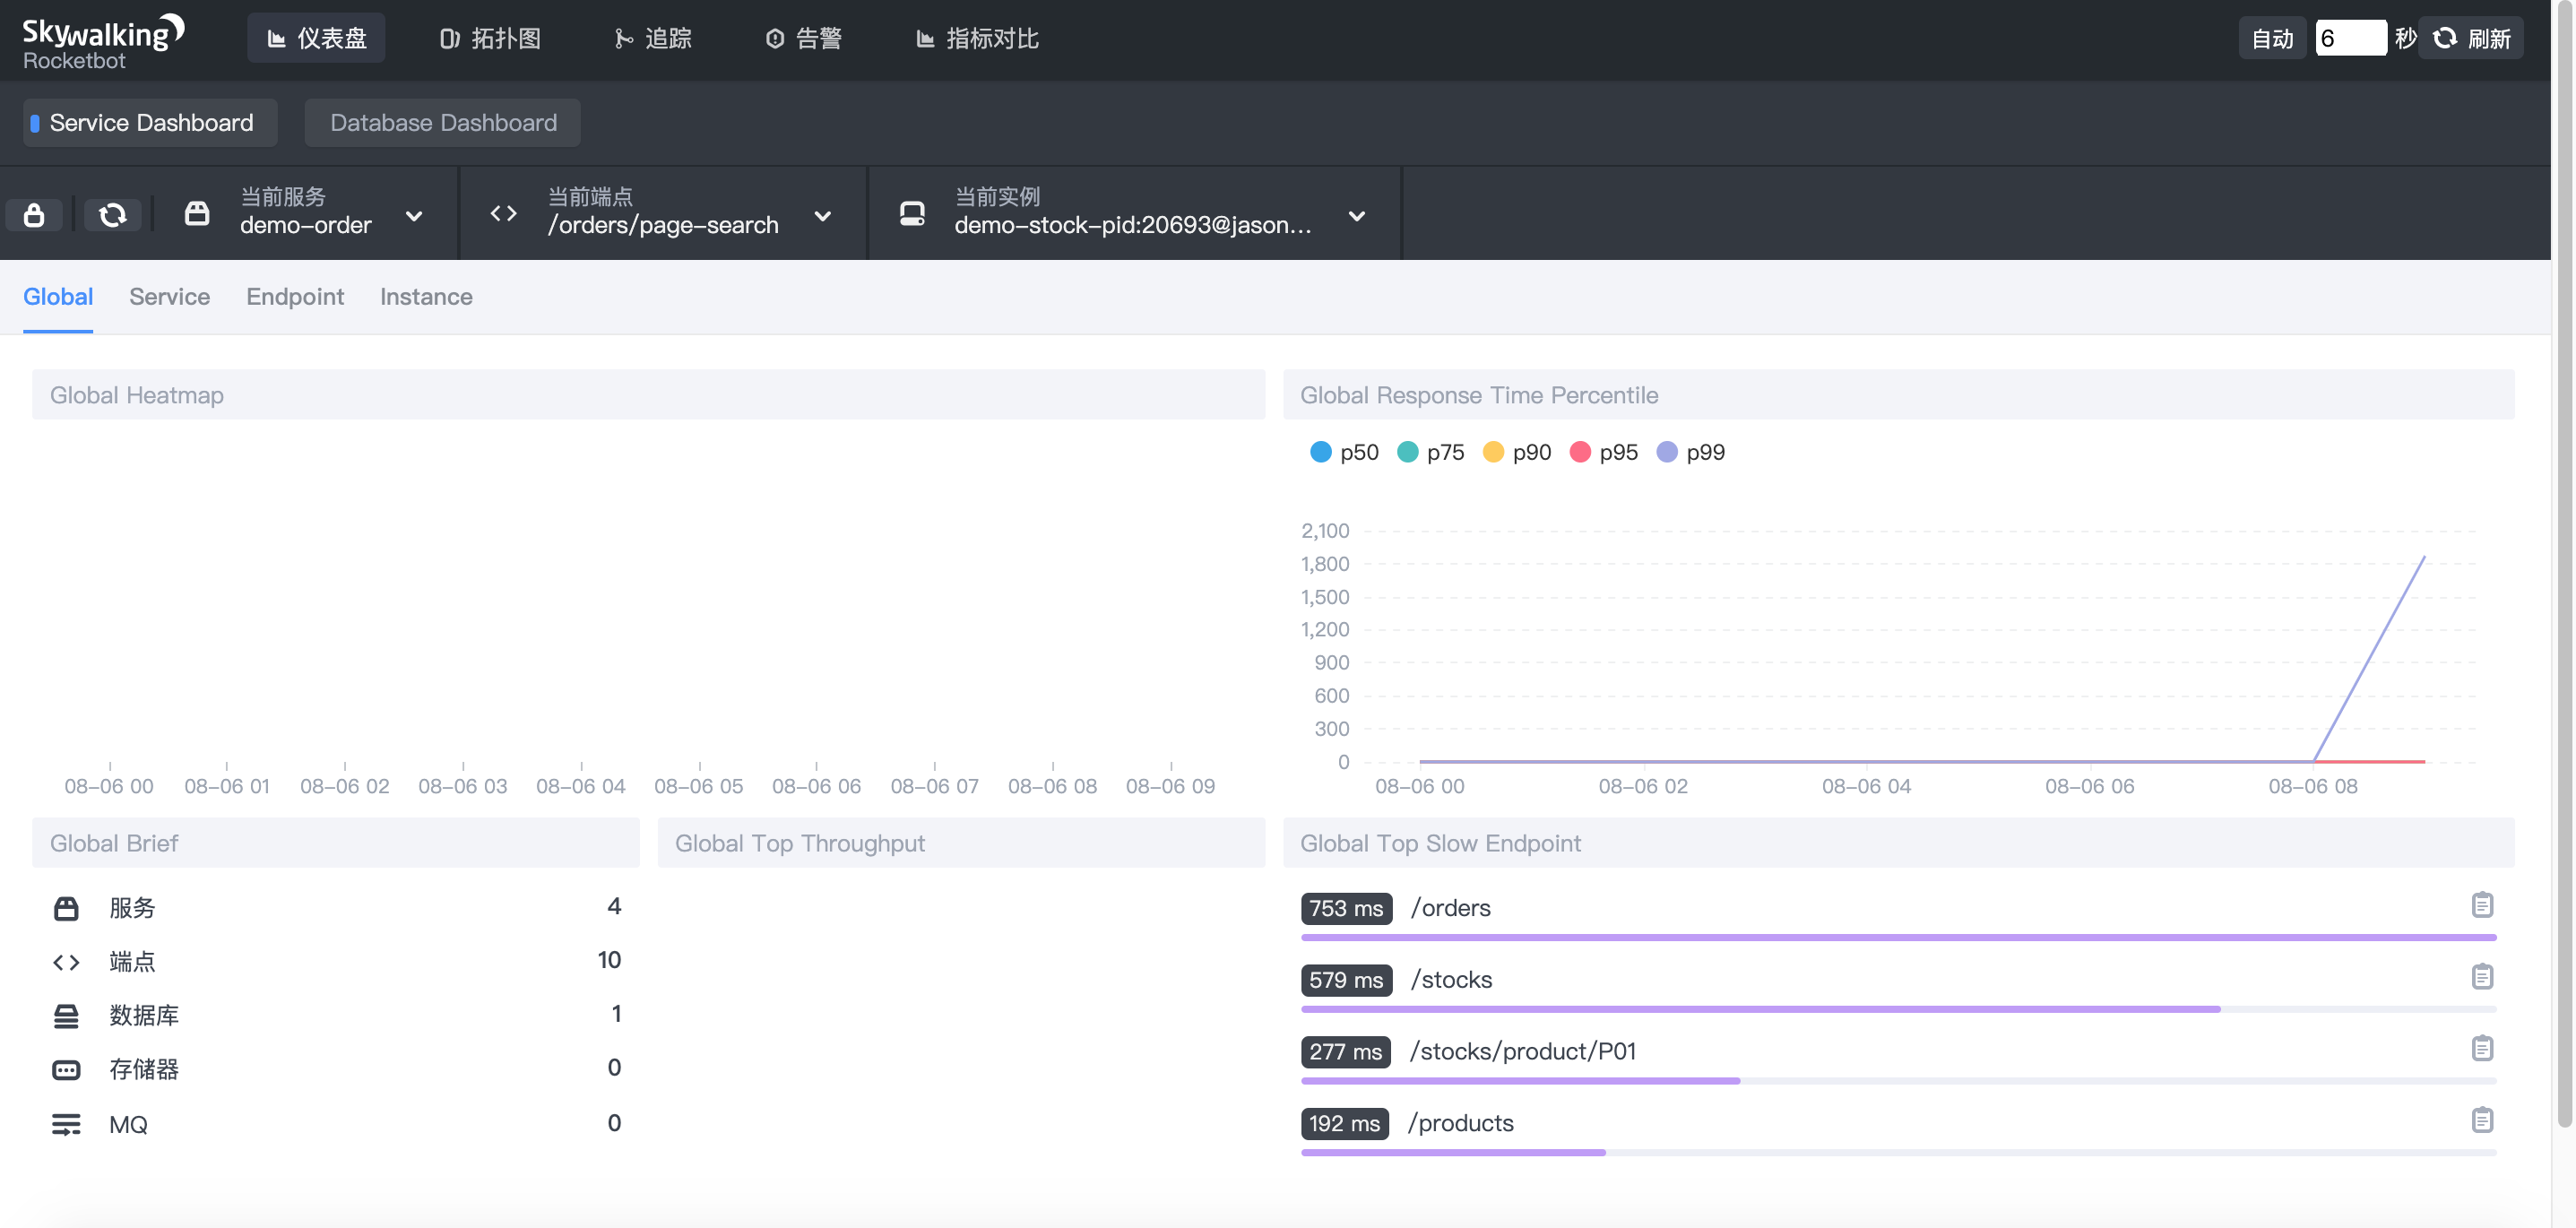 Skywalking
Rocketbot
仪表盘
拓扑图
追踪
告警
指标对比
自动
6
秒
刷新
Service Dashboard
Database Dashboard
当前服务
demo-order
当前端点
/orders/page-search
当前实例
demo-stock-pid:20693@jason...
Global
Service
Endpoint
Instance
Global Heatmap
08-06 00
08-06 01
08-06 02
08-06 03
08-06 04
08-06 05
08-06 06
08-06 07
08-06 08
08-06 09
Global Response Time Percentile
p50
p75
p90
p95
p99
2,100
1,800
1,500
1,200
900
600
300
0
08-06 00
08-06 02
08-06 04
08-06 06
08-06 08
Global Brief
服务 4
端点 10
数据库 1
存储器 0
MQ 0
Global Top Throughput
Global Top Slow Endpoint
753 ms /orders
579 ms /stocks
277 ms /stocks/product/P01
192 ms /products